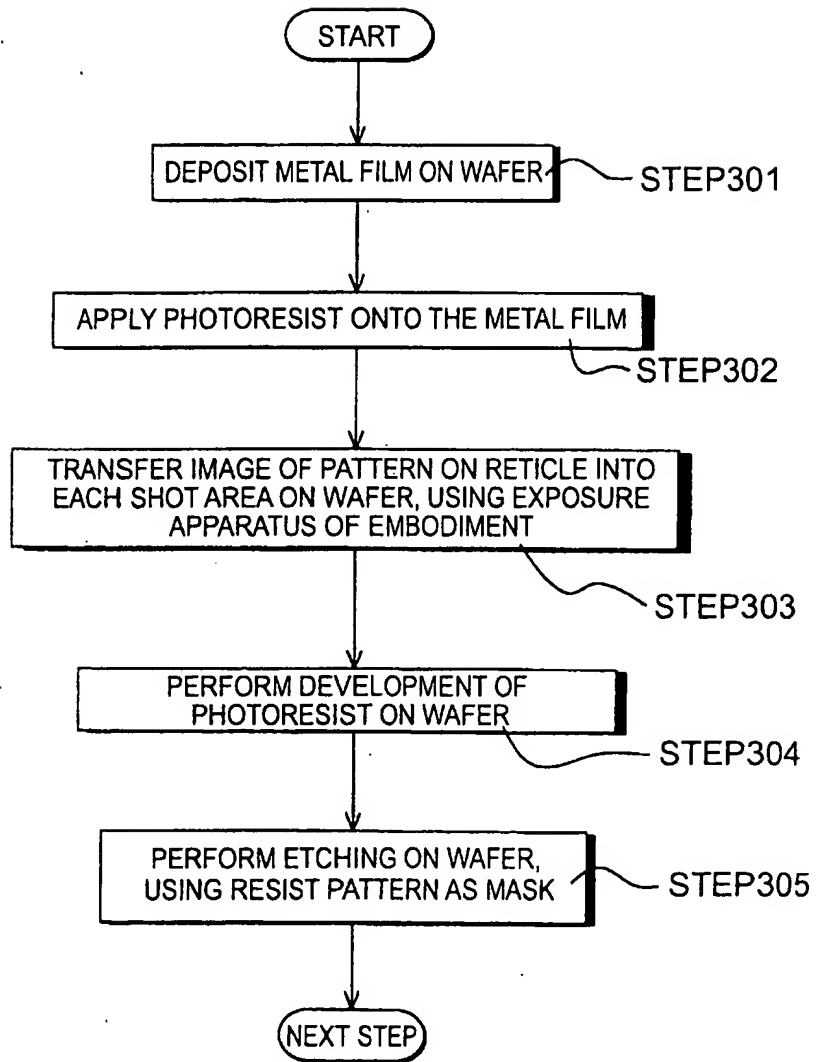 START
DEPOSIT METAL FILM ON WAFER
STEP301
APPLY PHOTORESIST ONTO THE METAL FILM
STEP302
TRANSFER IMAGE OF PATTERN ON RETICLE INTO
EACH SHOT AREA ON WAFER, USING EXPOSURE
APPARATUS OF EMBODIMENT
STEP303
PERFORM DEVELOPMENT OF
PHOTORESIST ON WAFER
STEP304
PERFORM ETCHING ON WAFER,
USING RESIST PATTERN AS MASK
STEP305
NEXT STEP